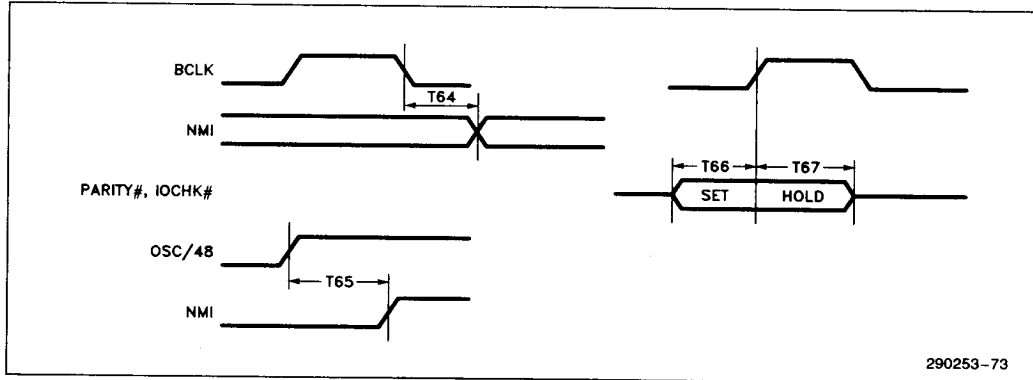 BCLK
T64
NMI
T66
T67
PARITY#, IOCHK#
SET
HOLD
OSC/48
T65
NMI
290253-73